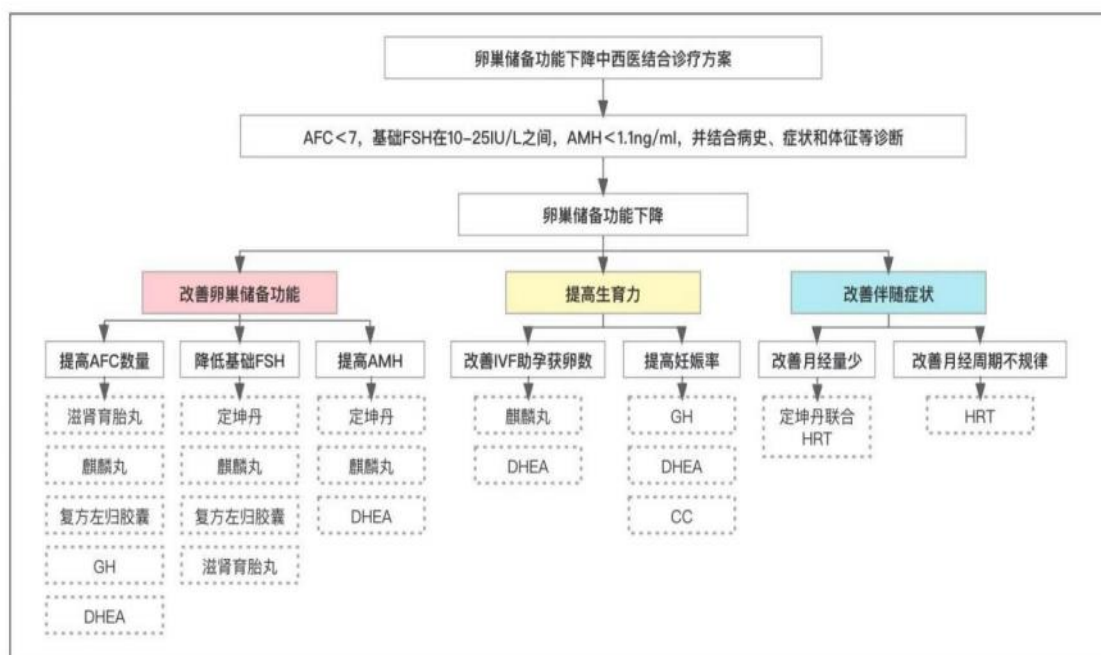 卵巢储备功能下降中西医结合诊疗方案
AFC＜7，基础FSH在10-25IU/L之间，AMH＜1.1ng/ml，并结合病史、症状和体征等诊断
卵巢储备功能下降
改善卵巢储备功能
提高生育力
改善伴随症状
提高AFC数量
降低基础FSH
提高AMH
改善IVF助孕获卵数
提高妊娠率
改善月经量少
改善月经周期不规律
滋肾育胎丸
麒麟丸
复方左归胶囊
GH
DHEA
定坤丹
麒麟丸
复方左归胶囊
滋肾育胎丸
定坤丹
麒麟丸
DHEA
麒麟丸
DHEA
GH
DHEA
CC
定坤丹联合
HRT
HRT